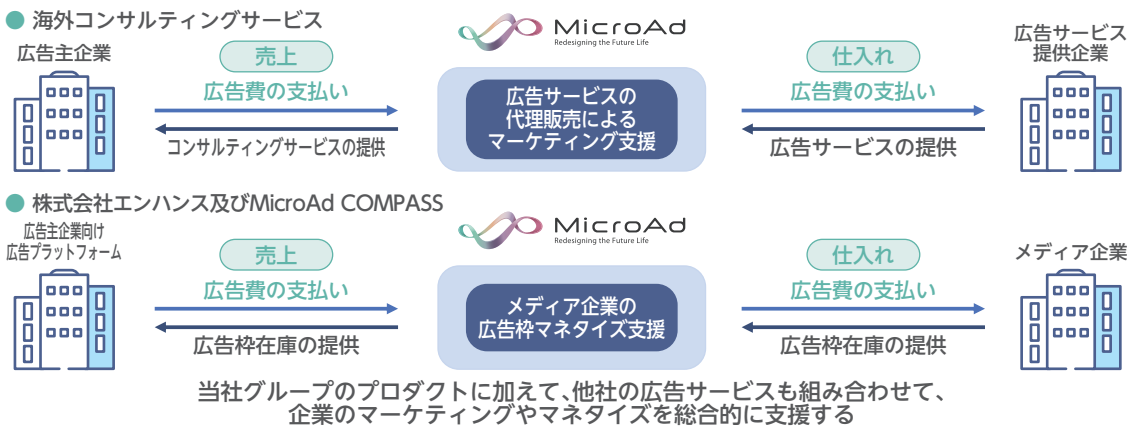 海外コンサルティングサービス
広告主企業
売上
広告費の支払い
コンサルティングサービスの提供
MicroAd
Redesigning the Future Life
広告サービスの
代理販売による
マーケティング支援
仕入れ
広告費の支払い
広告サービスの提供
広告サービス
提供企業
株式会社エンハンス及びMicroAd COMPASS
広告主企業向け
広告プラットフォーム
売上
広告費の支払い
広告枠在庫の提供
MicroAd
Redesigning the Future Life
メディア企業の
広告枠マネタイズ支援
仕入れ
広告費の支払い
広告枠在庫の提供
メディア企業
当社グループのプロダクトに加えて、他社の広告サービスも組み合わせて、
企業のマーケティングやマネタイズを総合的に支援する